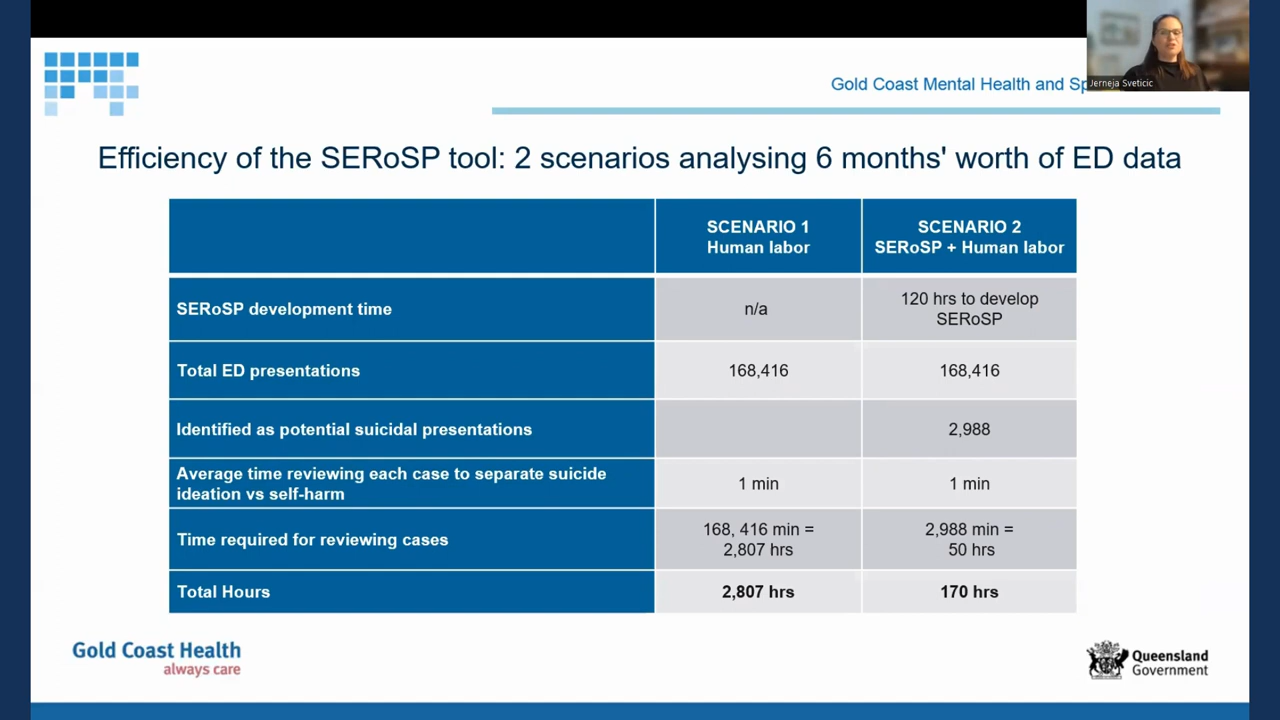 Jerneja Sveticic
Gold Coast Mental Health and Sp
Efficiency of the SERoSP tool: 2 scenarios analysing 6 months' worth of ED data
SCENARIO 1
Human labor
SCENARIO 2
SERoSP + Human labor
SERoSP development time
n/a
120 hrs to develop
SERoSP
Total ED presentations
168,416
168,416
Identified as potential suicidal presentations
2,988
Average time reviewing each case to separate suicide
ideation vs self-harm
1 min
1 min
Time required for reviewing cases
168, 416 min =
2,807 hrs
2,988 min =
50 hrs
Total Hours
2,807 hrs
170 hrs
Gold Coast Health
always care
Queensland
Government